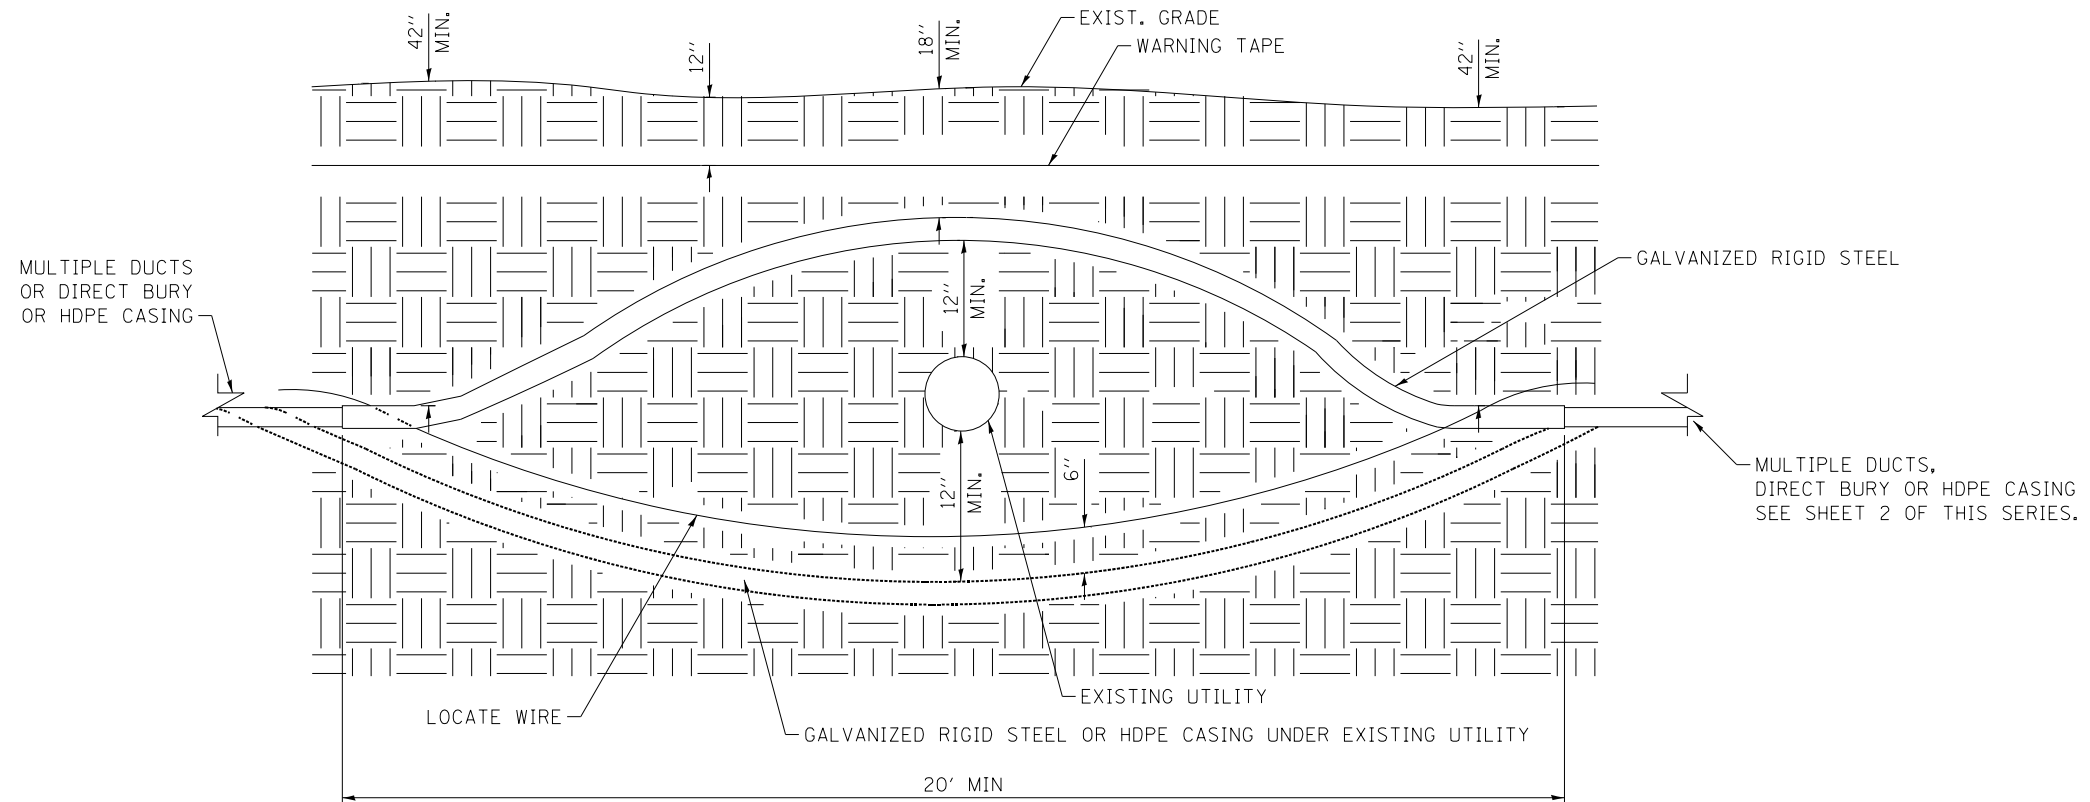 42''
MIN.
12''
18''
MIN.
EXIST. GRADE
WARNING TAPE
42''
MIN.
MULTIPLE DUCTS
OR DIRECT BURY
OR HDPE CASING
GALVANIZED RIGID STEEL
12''
MIN.
12''
MIN.
6''
MULTIPLE DUCTS,
DIRECT BURY OR HDPE CASING
SEE SHEET 2 OF THIS SERIES.
EXISTING UTILITY
LOCATE WIRE
GALVANIZED RIGID STEEL OR HDPE CASING UNDER EXISTING UTILITY
20' MIN